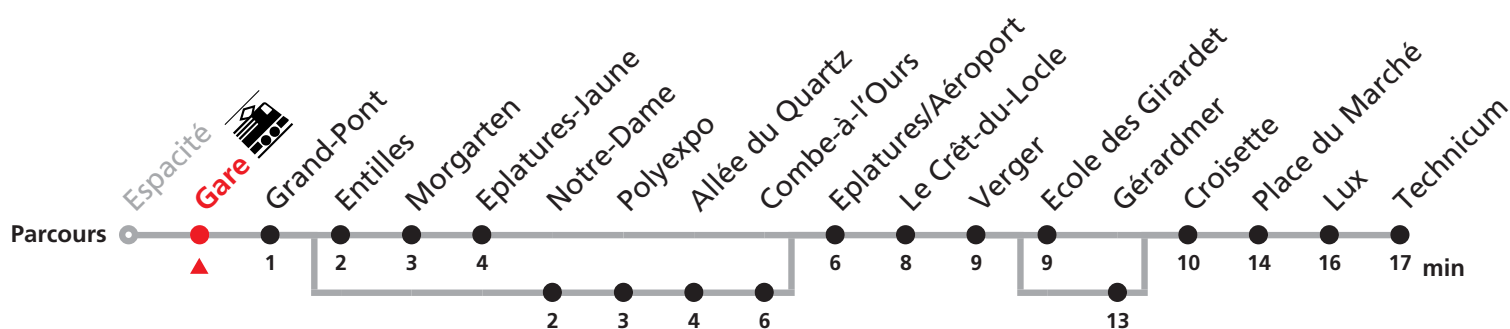 Espacité
Gare
Grand-Pont
Entilles
Morgarten
Eplatures-Jaune
Notre-Dame
Polyexpo
Allée du Quartz
Combe-à-l'Ours
Eplatures/Aéroport
Le Crêt-du-Locle
Verger
Ecole des Girardet
Gérardmer
Croisette
Place du Marché
Lux
Technicum
Parcours
1 2 3 4 6 8 9 9 10 14 16 17 min
2 3 4 6 13